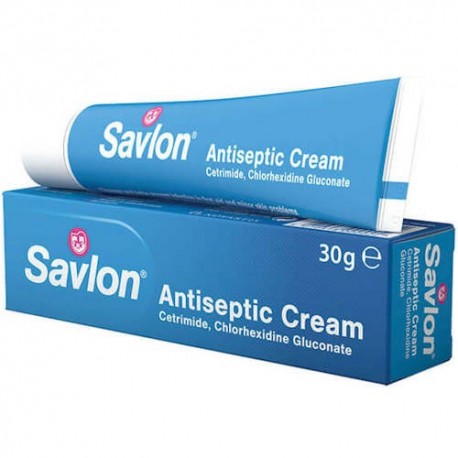 Savlon®
Antiseptic Cream
Cetrimide, Chlorhexidine Gluconate
30g ℮
Savlon®
Antiseptic Cream
Cetrimide, Chlorhexidine Gluconate
Savlon®
Antiseptic Cream
Cetrimide, Chlorhexidine
Gluconate